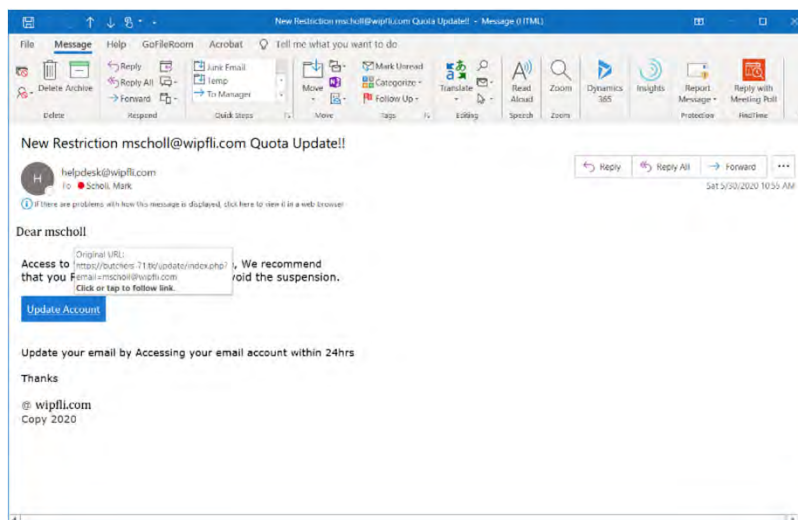 New Restriction mscholl@wipfli.com Quota Update!! - Message (HTML)
File Message Help GoFileRoom Acrobat Tell me what you want to do
Delete Archive
Reply
Reply All
Forward
Junk Email
Temp
To Manager
Move
Mark Unread
Categorize
Follow Up
Translate
Read Aloud
Zoom
Dynamics 365
Insights
Report Message
Reply with Meeting Poll
Delete Respond Quick Steps Move Tags Editing Speech Zoom Protection FindTime
New Restriction mscholl@wipfli.com Quota Update!!
H
helpdesk@wipfli.com
To Scholl, Mark
Reply Reply All Forward
Sat 5/30/2020 10:55 AM
If there are problems with how this message is displayed, click here to view it in a web browser.
Dear mscholl
Original URL:
https://butchers-71.tk/update/index.php?
email=mscholl@wipfli.com
Click or tap to follow link.
Access to , We recommend
that you void the suspension.
Update Account
Update your email by Accessing your email account within 24hrs
Thanks
@ wipfli.com
Copy 2020